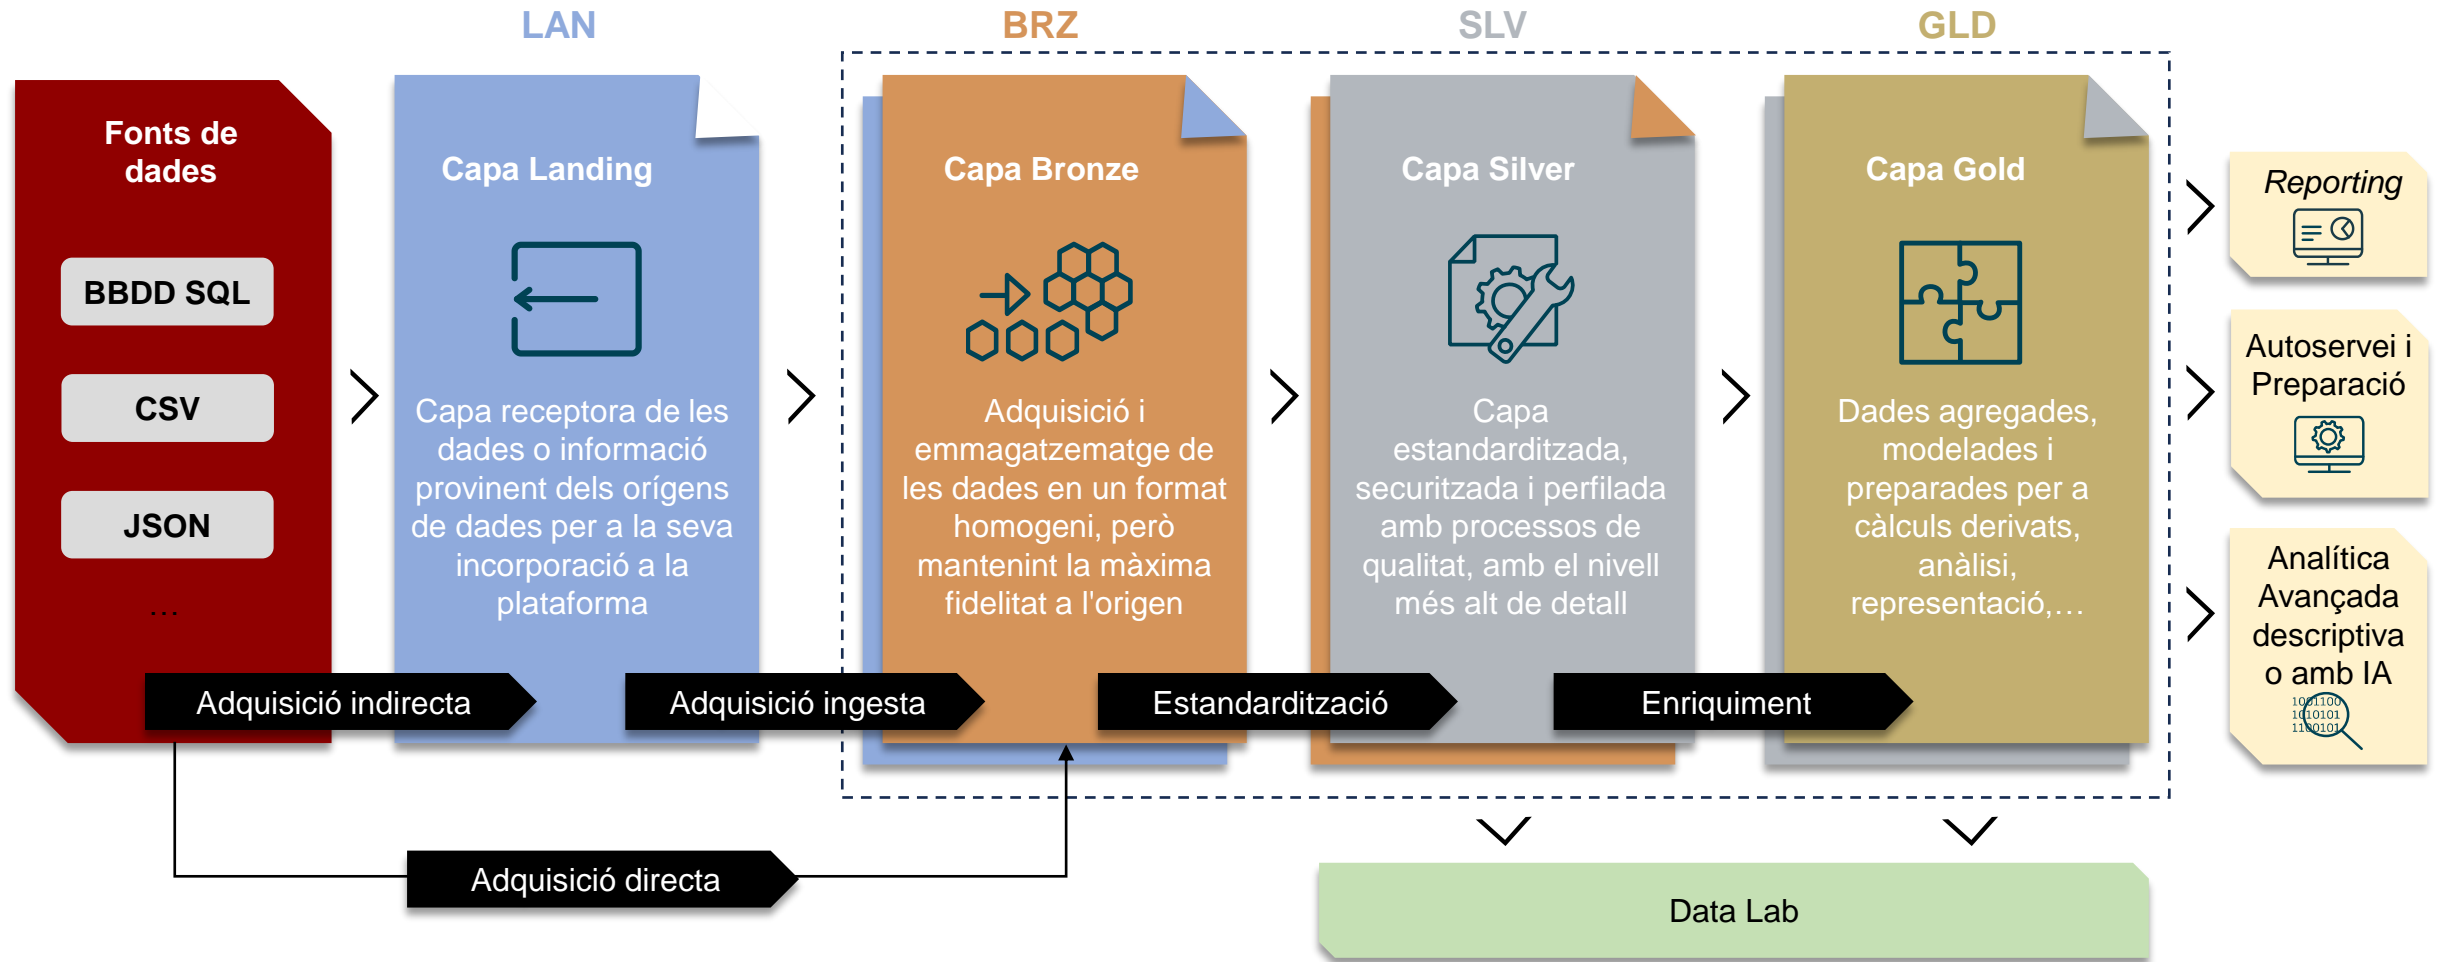 LAN
BRZ
SLV
GLD
Fonts de
dades
BBDD SQL
CSV
JSON
…
Capa Landing
Capa receptora de les
dades o informació
provinent dels orígens
de dades per a la seva
incorporació a la
plataforma
Capa Bronze
Adquisició i
emmagatzematge de
les dades en un format
homogeni, però
mantenint la màxima
fidelitat a l'origen
Capa Silver
Capa
estandarditzada,
securitzada i perfilada
amb processos de
qualitat, amb el nivell
més alt de detall
Capa Gold
Dades agregades,
modelades i
preparades per a
càlculs derivats,
anàlisi,
representació,…
Reporting
Autoservei i
Preparació
Analítica
Avançada
descriptiva
o amb IA
1001100
1010101
1100101
Adquisició indirecta
Adquisició ingesta
Estandardització
Enriquiment
Adquisició directa
Data Lab